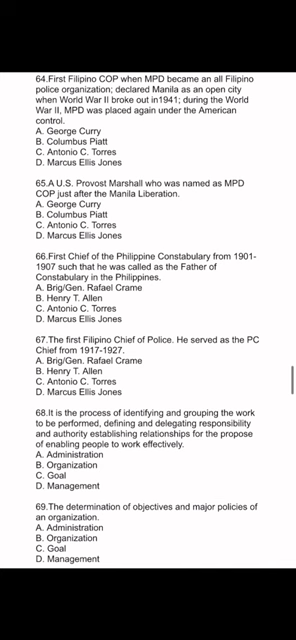 64.First Filipino COP when MPD became an all Filipino
police organization; declared Manila as an open city
when World War II broke out in1941; during the World
War II, MPD was placed again under the American
control.
A. George Curry
B. Columbus Piatt
C. Antonio C. Torres
D. Marcus Ellis Jones
65.A U.S. Provost Marshall who was named as MPD
COP just after the Manila Liberation.
A. George Curry
B. Columbus Piatt
C. Antonio C. Torres
D. Marcus Ellis Jones
66.First Chief of the Philippine Constabulary from 1901-
1907 such that he was called as the Father of
Constabulary in the Philippines.
A. Brig/Gen. Rafael Crame
B. Henry T. Allen
C. Antonio C. Torres
D. Marcus Ellis Jones
67.The first Filipino Chief of Police. He served as the PC
Chief from 1917-1927.
A. Brig/Gen. Rafael Crame
B. Henry T. Allen
C. Antonio C. Torres
D. Marcus Ellis Jones
68.It is the process of identifying and grouping the work
to be performed, defining and delegating responsibility
and authority establishing relationships for the propose
of enabling people to work effectively.
A. Administration
B. Organization
C. Goal
D. Management
69.The determination of objectives and major policies of
an organization.
A. Administration
B. Organization
C. Goal
D. Management